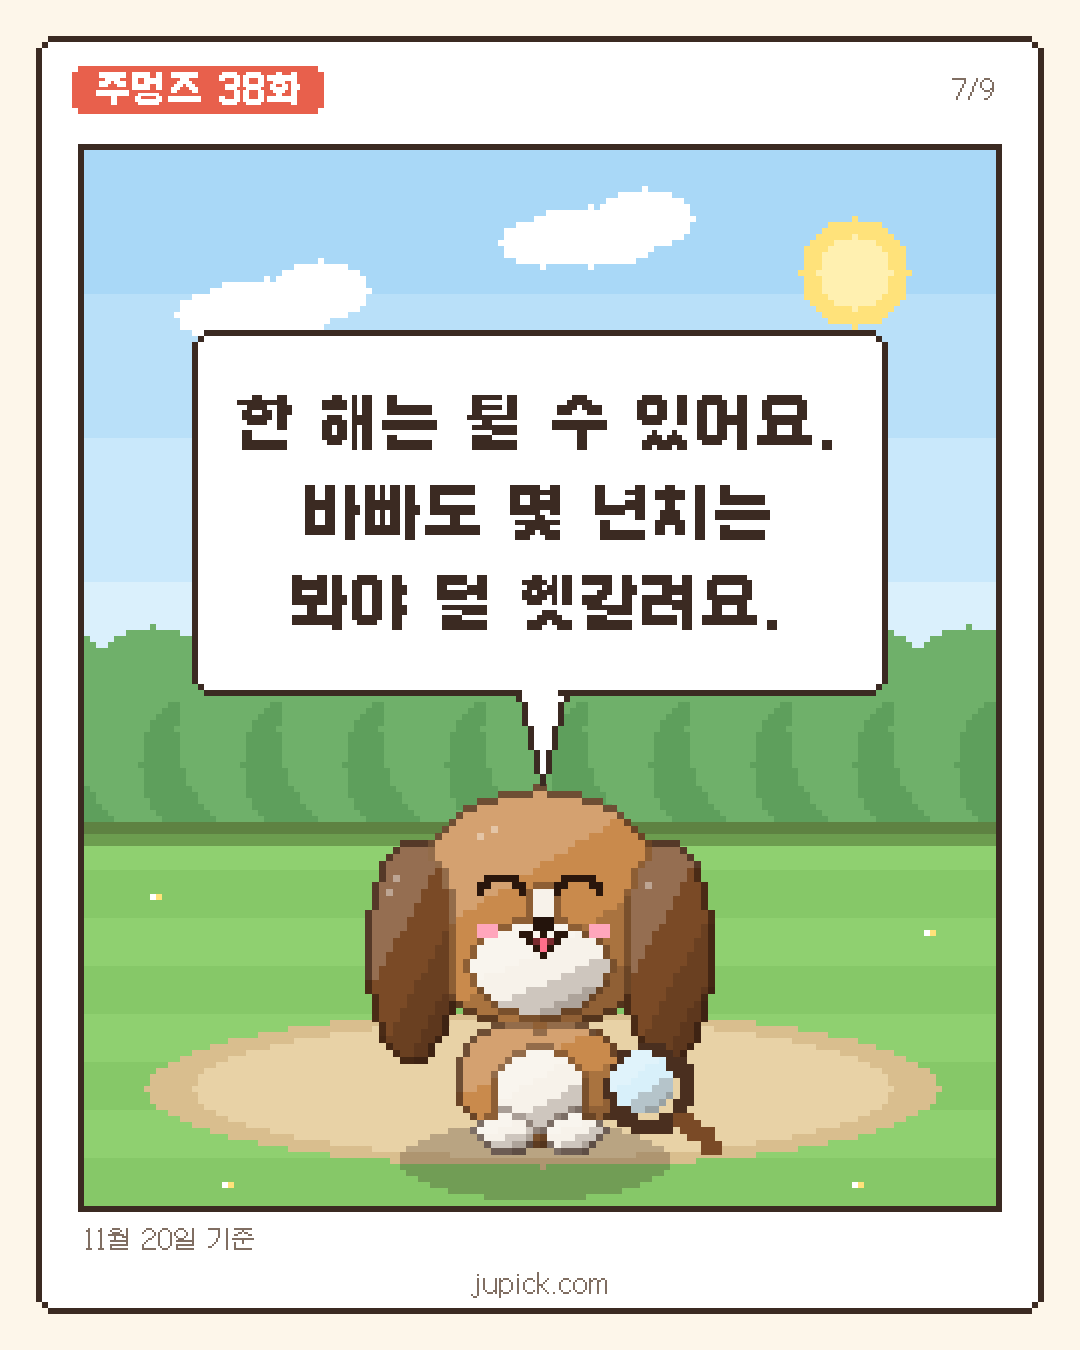 주멍즈 38화
7/9
한 해는 튈 수 있어요.
바빠도 몇 년치는
봐야 덜 헷갈려요.
11월 20일 기준
jupick.com